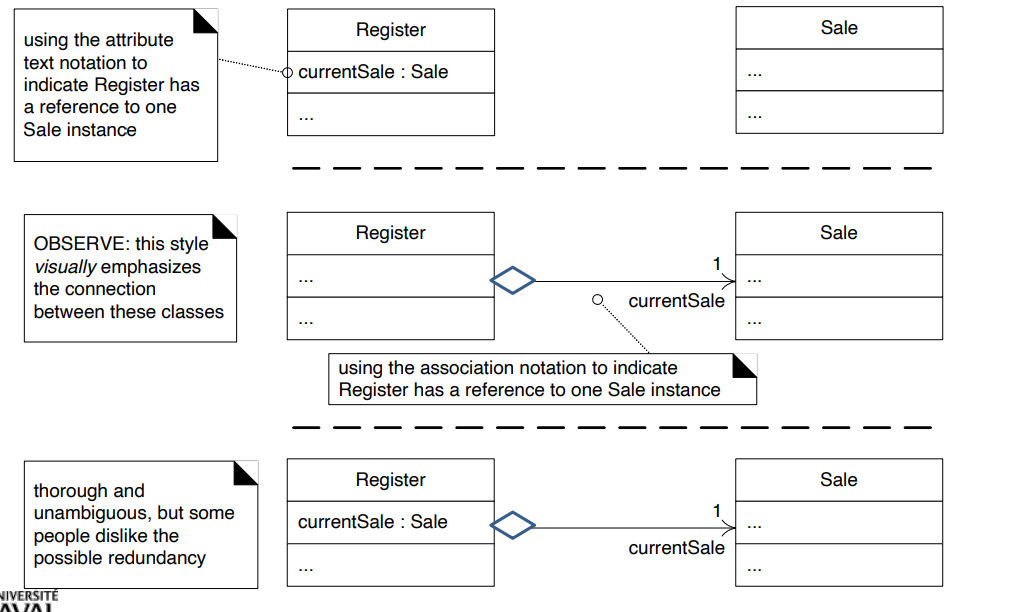 using the attribute
text notation to
indicate Register has
a reference to one
Sale instance
Register
currentSale : Sale
...
Sale
...
...
OBSERVE: this style
visually emphasizes
the connection
between these classes
Register
...
...
1
currentSale
Sale
...
...
using the association notation to indicate
Register has a reference to one Sale instance
thorough and
unambiguous, but some
people dislike the
possible redundancy
Register
currentSale : Sale
...
1
currentSale
Sale
...
...